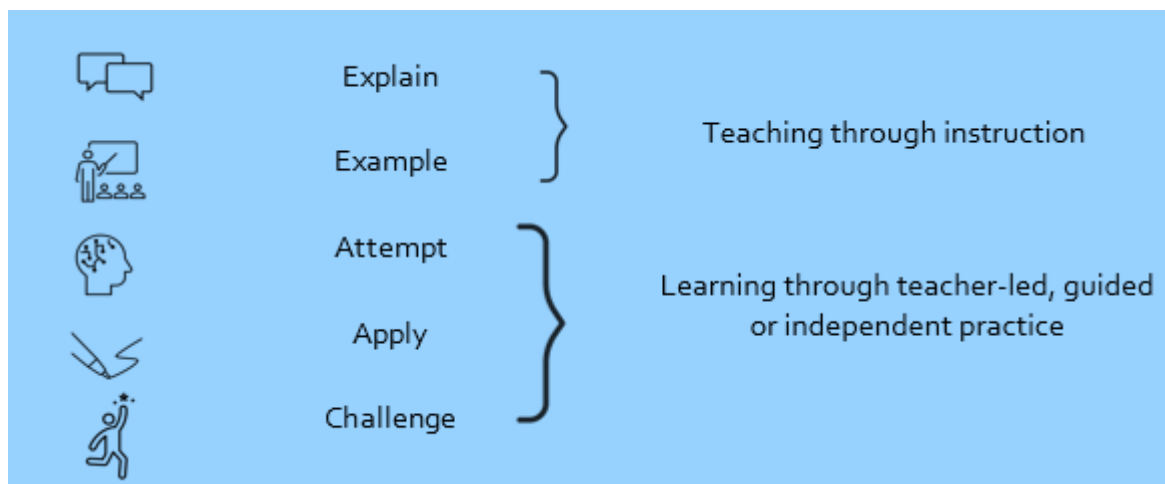 Explain
Example
Teaching through instruction
Attempt
Apply
Challenge
Learning through teacher-led, guided
or independent practice